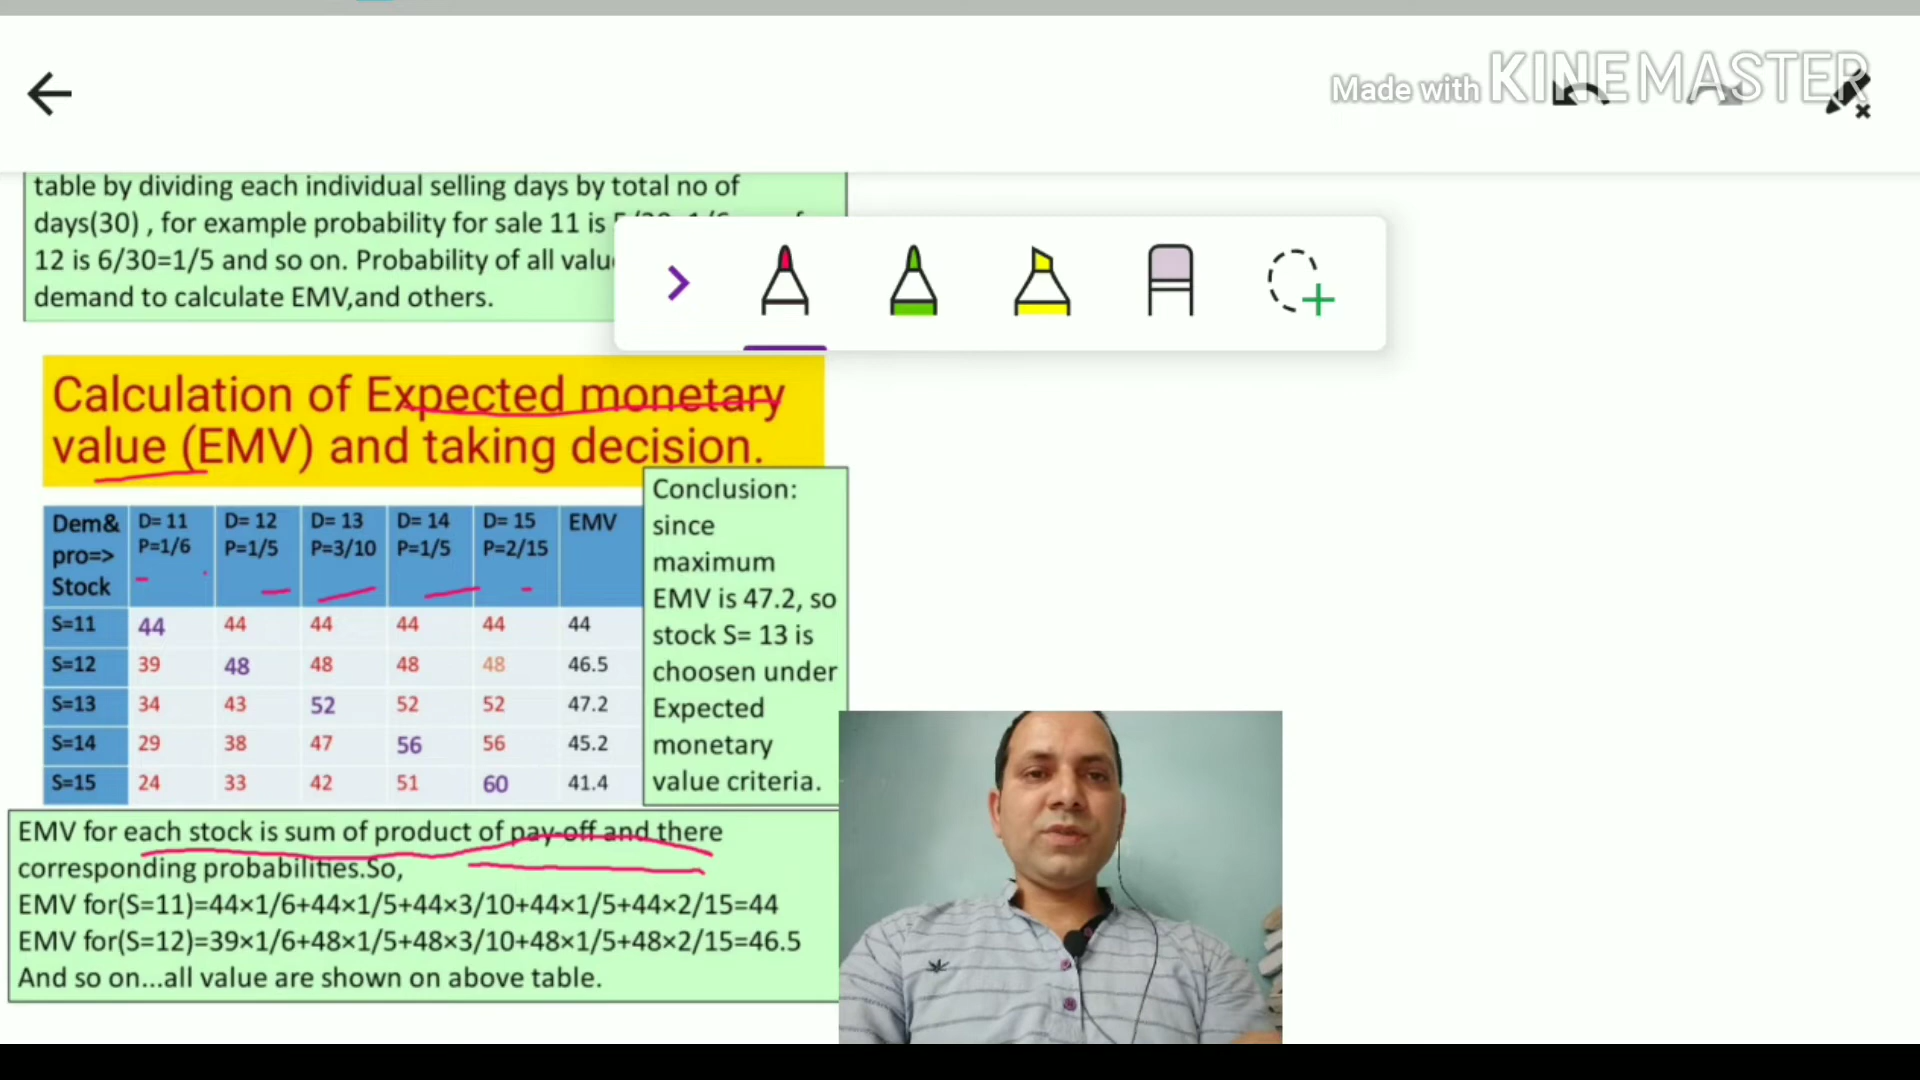 Made with KINEMASTER
table by dividing each individual selling days by total no of
days(30) , for example probability for sale 11 is
12 is 6/30=1/5 and so on. Probability of all valu
demand to calculate EMV,and others.
Calculation of Expected monetary
value (EMV) and taking decision.
Dem& D= 11 D= 12 D= 13 D= 14 D= 15 EMV
pro=> P=1/6 P=1/5 P=3/10 P=1/5 P=2/15
Stock
S=11 44 44 44 44 44 44
S=12 39 48 48 48 48 46.5
S=13 34 43 52 52 52 47.2
S=14 29 38 47 56 56 45.2
S=15 24 33 42 51 60 41.4
Conclusion:
since
maximum
EMV is 47.2, so
stock S= 13 is
choosen under
Expected
monetary
value criteria.
EMV for each stock is sum of product of pay-off and there
corresponding probabilities.So,
EMV for(S=11)=44×1/6+44×1/5+44×3/10+44×1/5+44×2/15=44
EMV for(S=12)=39×1/6+48×1/5+48×3/10+48×1/5+48×2/15=46.5
And so on...all value are shown on above table.